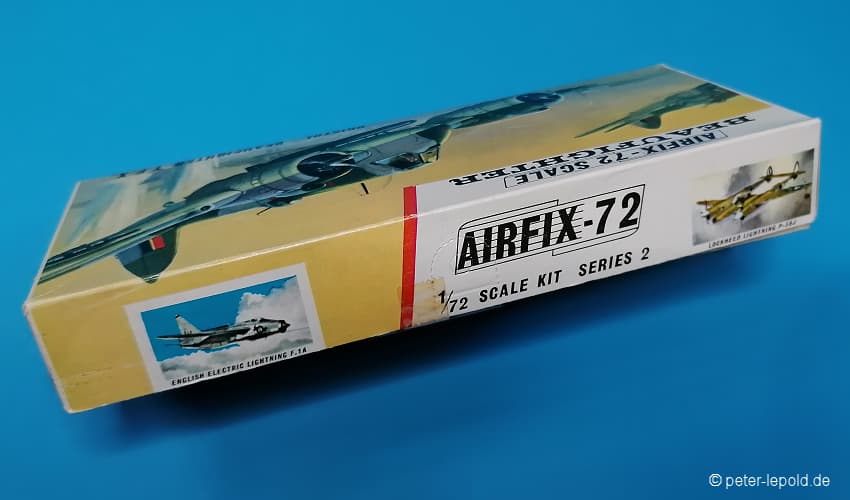 AIRFIX-72 SCALE
BEAUFIGHTER
AIRFIX-72
1/72 SCALE KIT SERIES 2
LOCKHEED LIGHTNING P-38J
ENGLISH ELECTRIC LIGHTNING F.1A
© peter-lepold.de